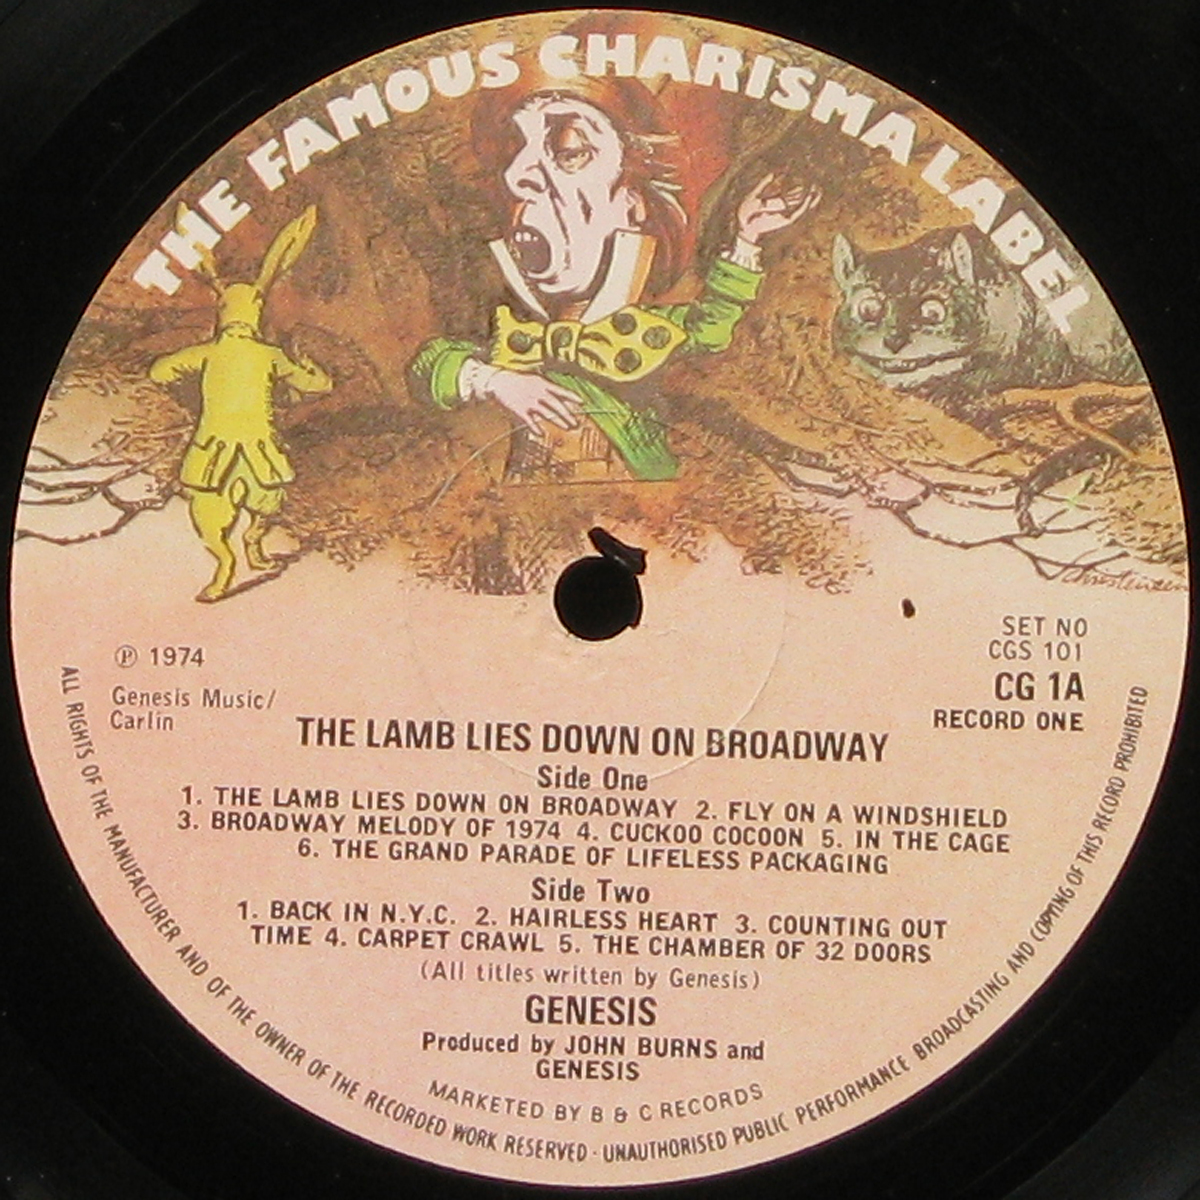 THE FAMOUS CHARISMA LABEL
Christensen
℗ 1974
Genesis Music/
Carlin
SET NO
CGS 101
CG 1A
RECORD ONE
THE LAMB LIES DOWN ON BROADWAY
Side One
1. THE LAMB LIES DOWN ON BROADWAY 2. FLY ON A WINDSHIELD
3. BROADWAY MELODY OF 1974 4. CUCKOO COCOON 5. IN THE CAGE
6. THE GRAND PARADE OF LIFELESS PACKAGING
Side Two
1. BACK IN N.Y.C. 2. HAIRLESS HEART 3. COUNTING OUT
TIME 4. CARPET CRAWL 5. THE CHAMBER OF 32 DOORS
(All titles written by Genesis)
GENESIS
Produced by JOHN BURNS and
GENESIS
MARKETED BY B & C RECORDS
ALL RIGHTS OF THE MANUFACTURER AND OF THE OWNER OF THE RECORDED WORK RESERVED · UNAUTHORISED PUBLIC PERFORMANCE BROADCASTING AND COPYING OF THIS RECORD PROHIBITED